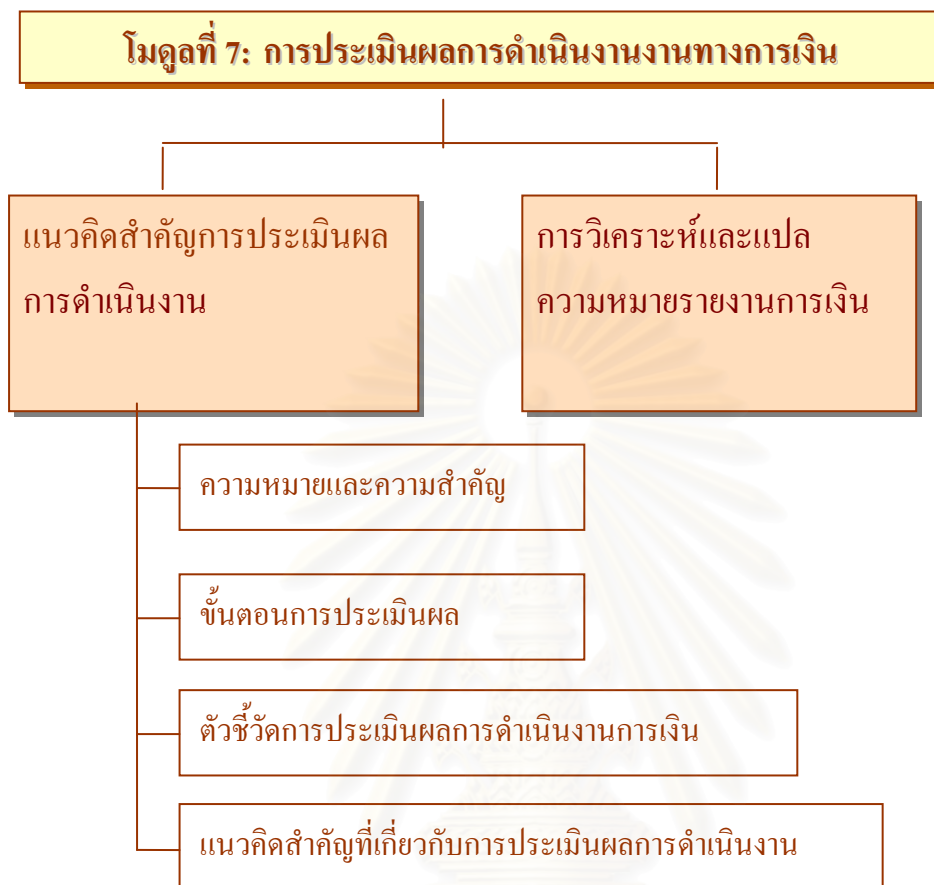 โมดูลที่ 7: การประเมินผลการดำเนินงานงานทางการเงิน
แนวคิดสำคัญการประเมินผล
การดำเนินงาน
การวิเคราะห์และแปล
ความหมายรายงานการเงิน
ความหมายและความสำคัญ
ขั้นตอนการประเมินผล
ตัวชี้วัดการประเมินผลการดำเนินงานการเงิน
แนวคิดสำคัญที่เกี่ยวกับการประเมินผลการดำเนินงาน